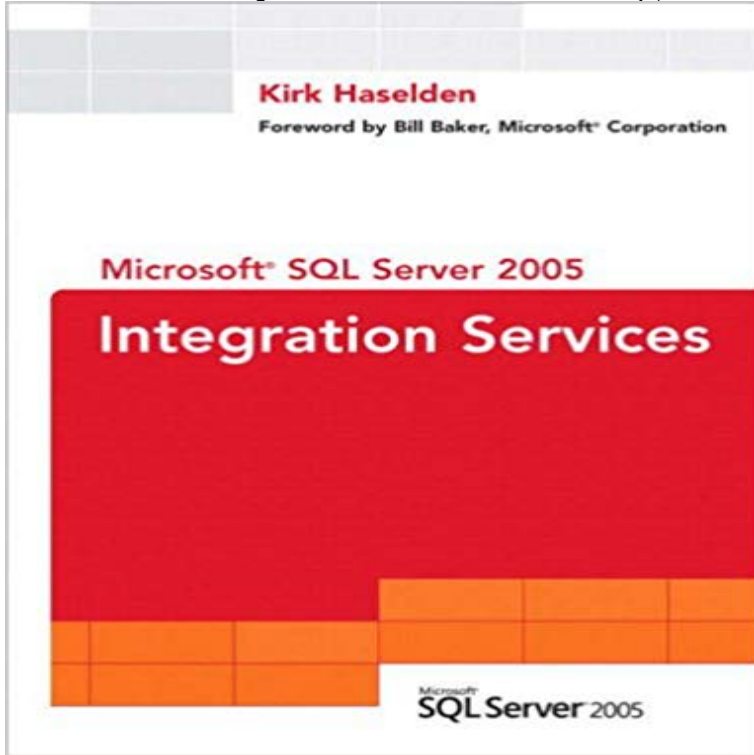 Kirk Haselden
Foreword by Bill Baker, Microsoft® Corporation
Microsoft® SQL Server 2005
Integration Services
Microsoft®
SQL Server 2005